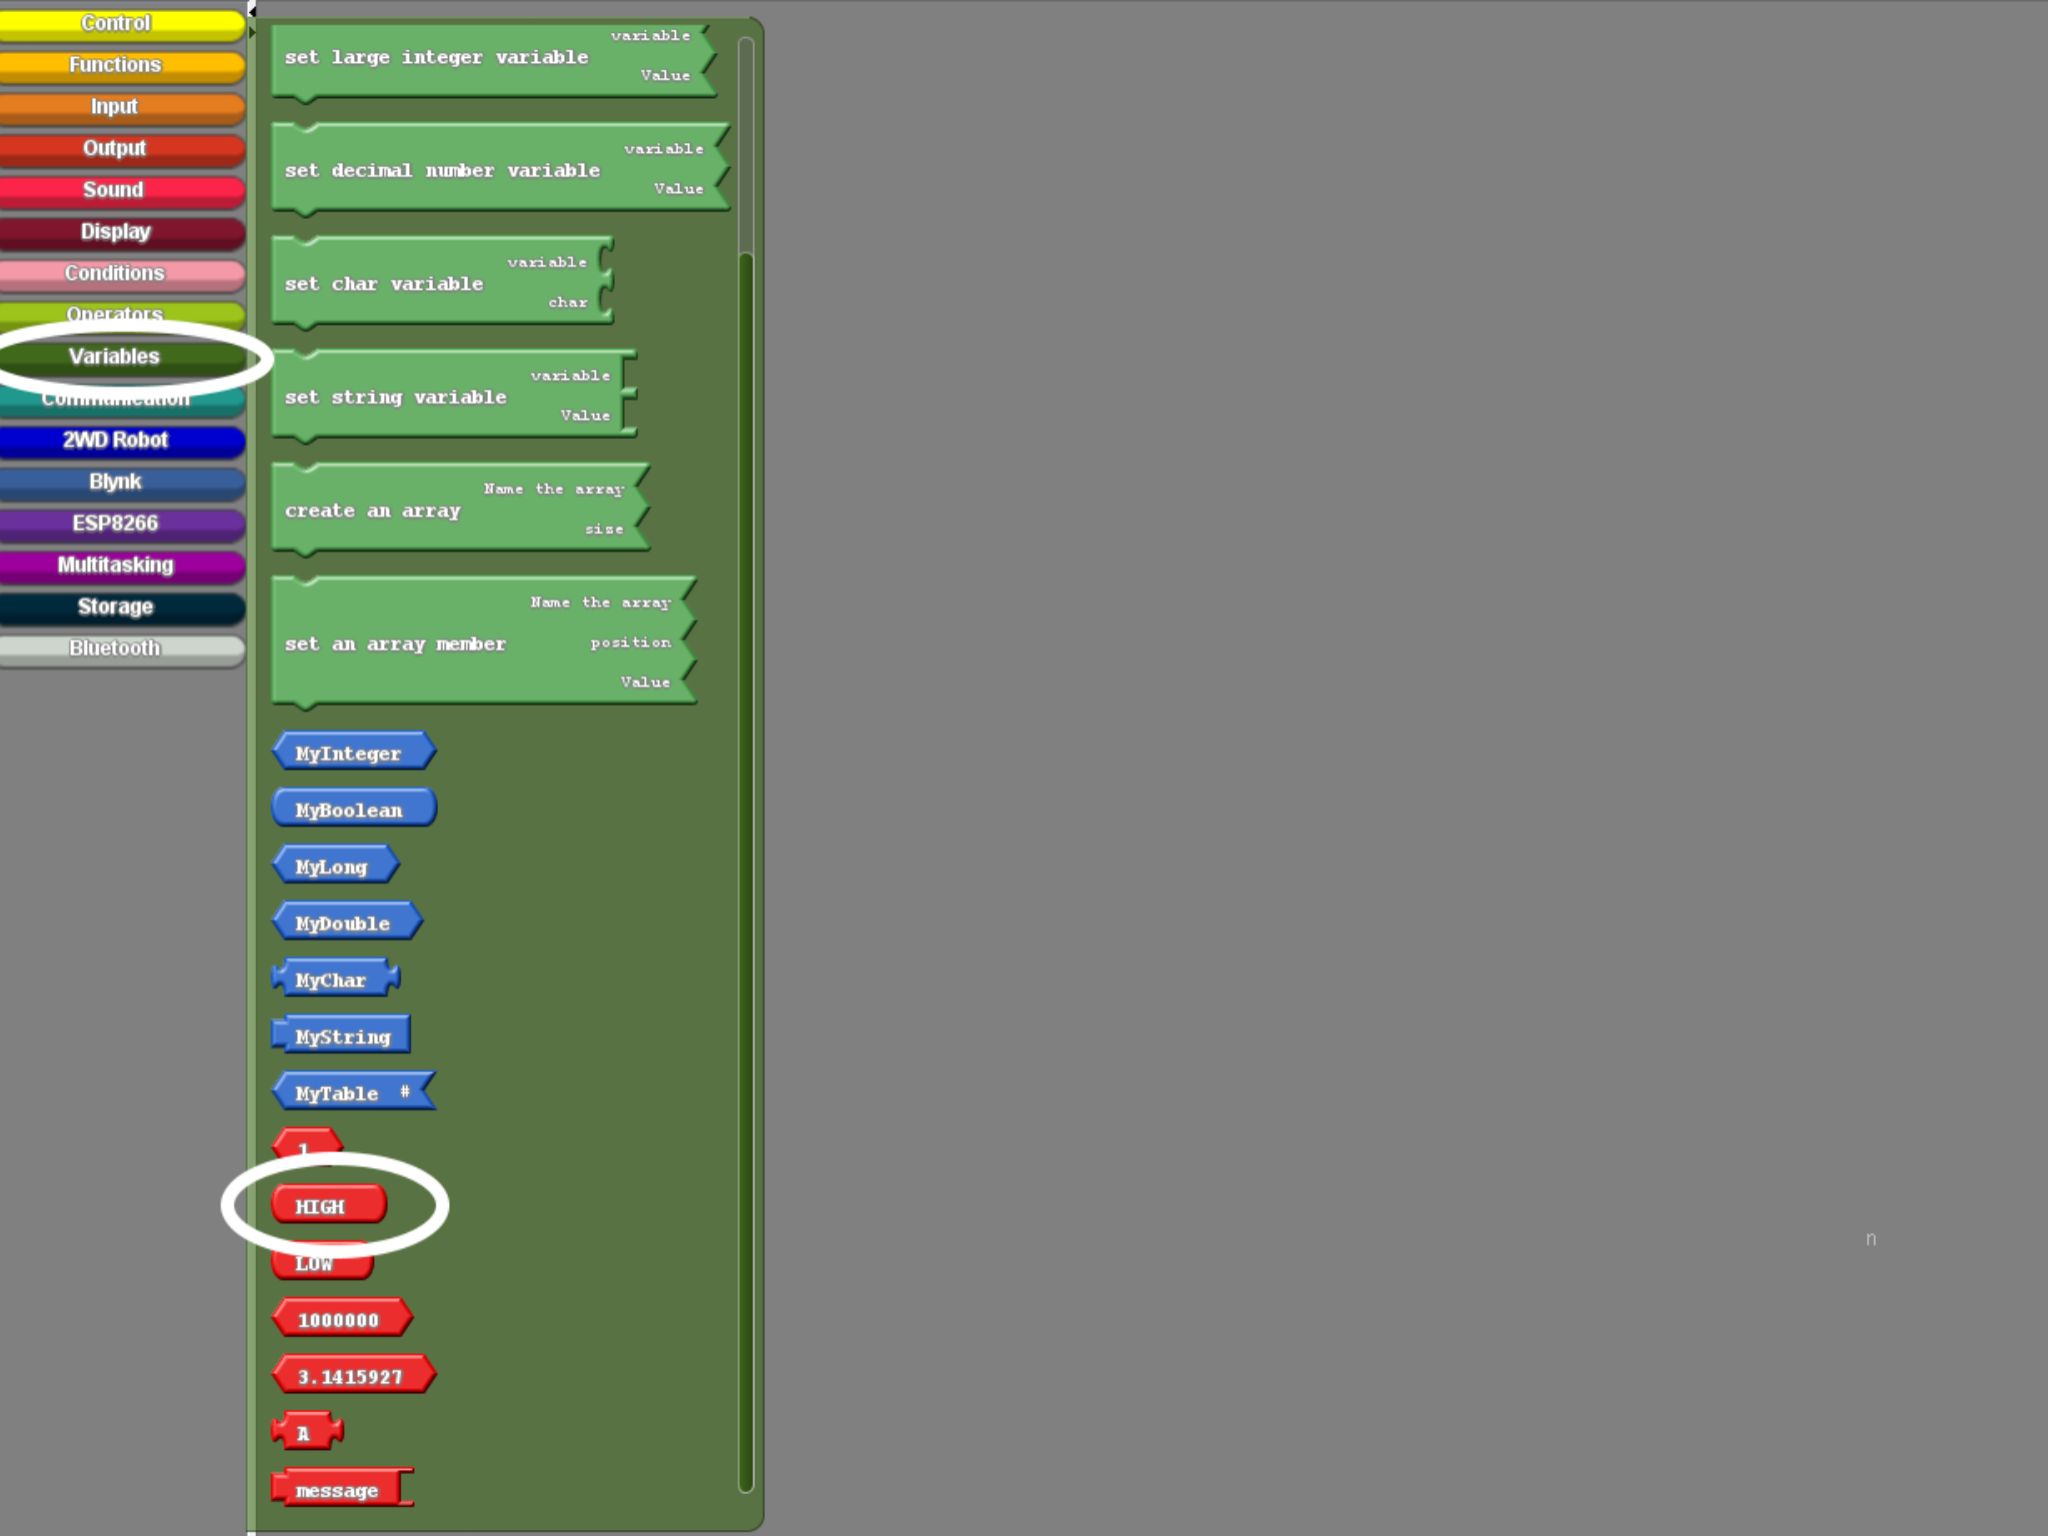 Control
Functions
Input
Output
Sound
Display
Conditions
Operators
Variables
Communication
2WD Robot
Blynk
ESP8266
Multitasking
Storage
Bluetooth
variable
set large integer variable
Value
variable
set decimal number variable
Value
variable
set char variable
char
variable
set string variable
Value
Name the array
create an array
size
Name the array
set an array member
position
Value
MyInteger
MyBoolean
MyLong
MyDouble
MyChar
MyString
MyTable #
1
HIGH
LOW
1000000
3.1415927
A
message
n